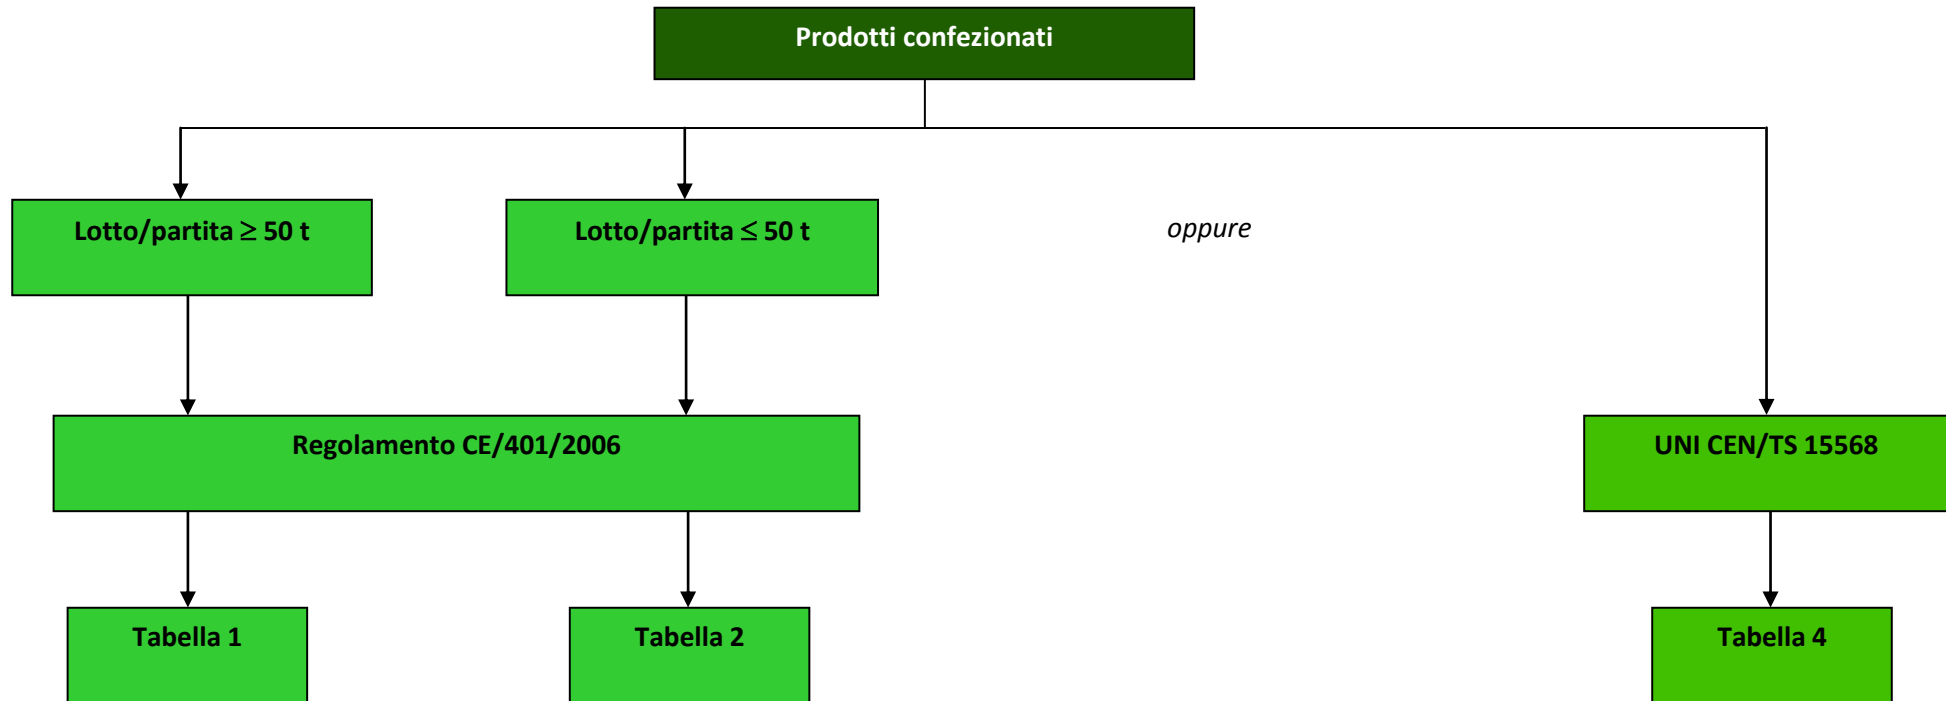 Prodotti confezionati
Lotto/partita ≥ 50 t
Lotto/partita ≤ 50 t
oppure
Regolamento CE/401/2006
UNI CEN/TS 15568
Tabella 1
Tabella 2
Tabella 4